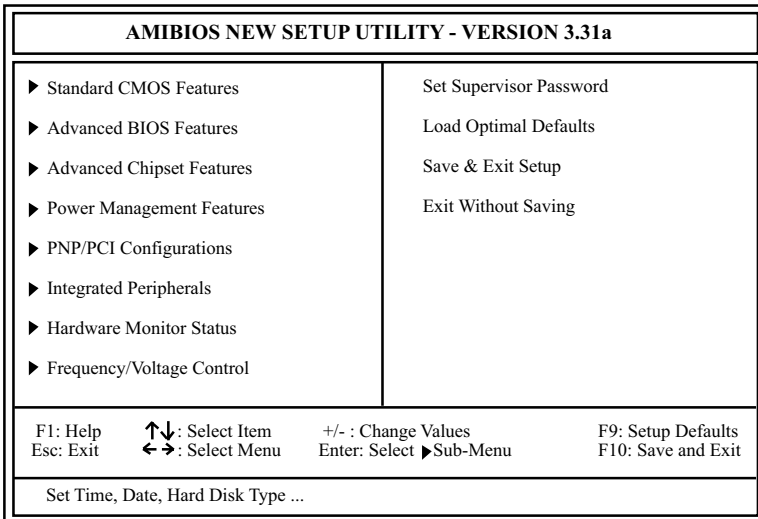 AMIBIOS NEW SETUP UTILITY - VERSION 3.31a
▶ Standard CMOS Features
▶ Advanced BIOS Features
▶ Advanced Chipset Features
▶ Power Management Features
▶ PNP/PCI Configurations
▶ Integrated Peripherals
▶ Hardware Monitor Status
▶ Frequency/Voltage Control
Set Supervisor Password
Load Optimal Defaults
Save & Exit Setup
Exit Without Saving
F1: Help ↑↓: Select Item +/- : Change Values F9: Setup Defaults
Esc: Exit ←→: Select Menu Enter: Select ▶Sub-Menu F10: Save and Exit
Set Time, Date, Hard Disk Type ...